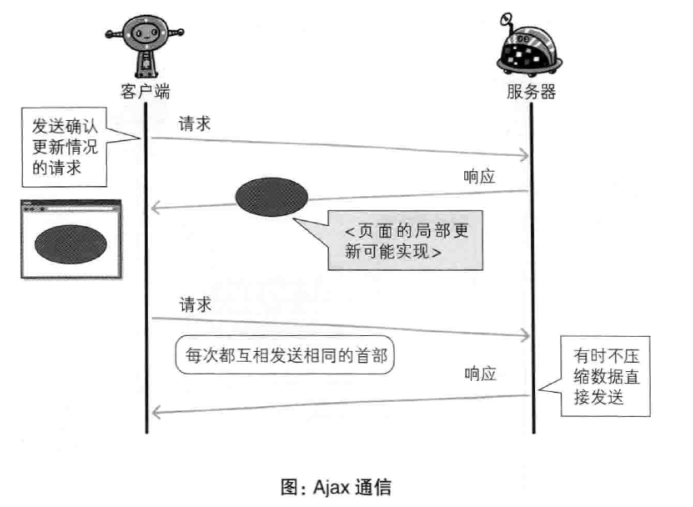 客户端
服务器
发送确认
更新情况
的请求
请求
响应
<页面的局部更
新可能实现>
请求
每次都互相发送相同的首部
响应
有时不压
缩数据直
接发送
图：Ajax 通信